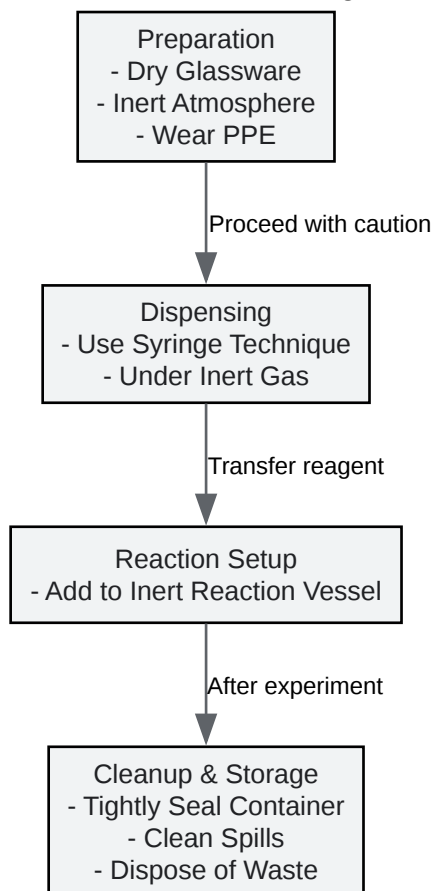 Preparation
- Dry Glassware
- Inert Atmosphere
- Wear PPE
Proceed with caution
Dispensing
- Use Syringe Technique
- Under Inert Gas
Transfer reagent
Reaction Setup
- Add to Inert Reaction Vessel
After experiment
Cleanup & Storage
- Tightly Seal Container
- Clean Spills
- Dispose of Waste